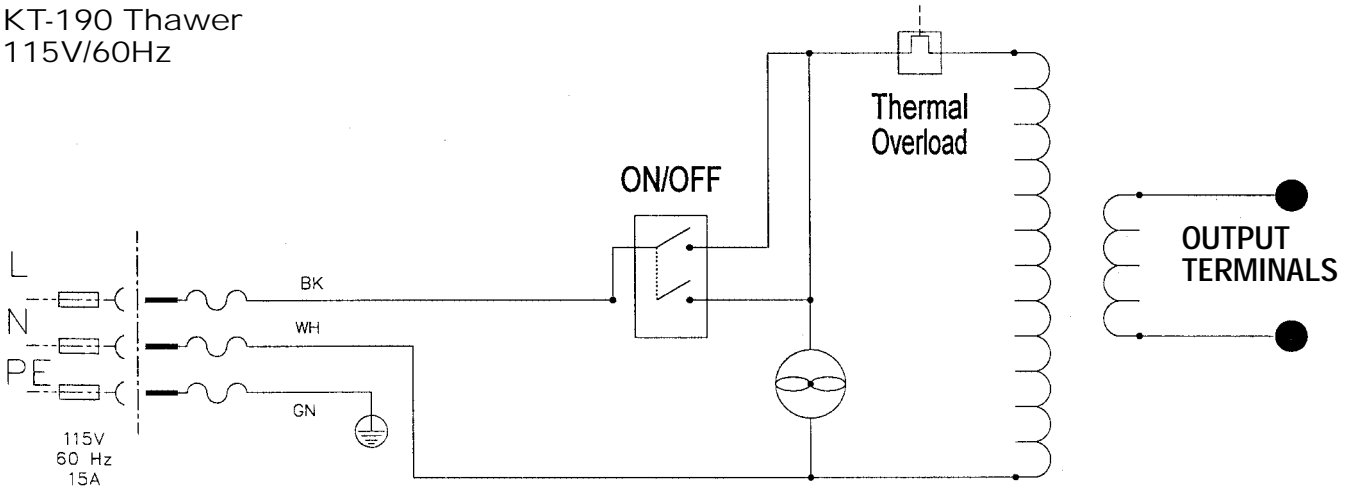 KT-190 Thawer
115V/60Hz
Thermal
Overload
ON/OFF
OUTPUT
TERMINALS
L
BK
N
WH
PE
GN
115V
60 Hz
15A